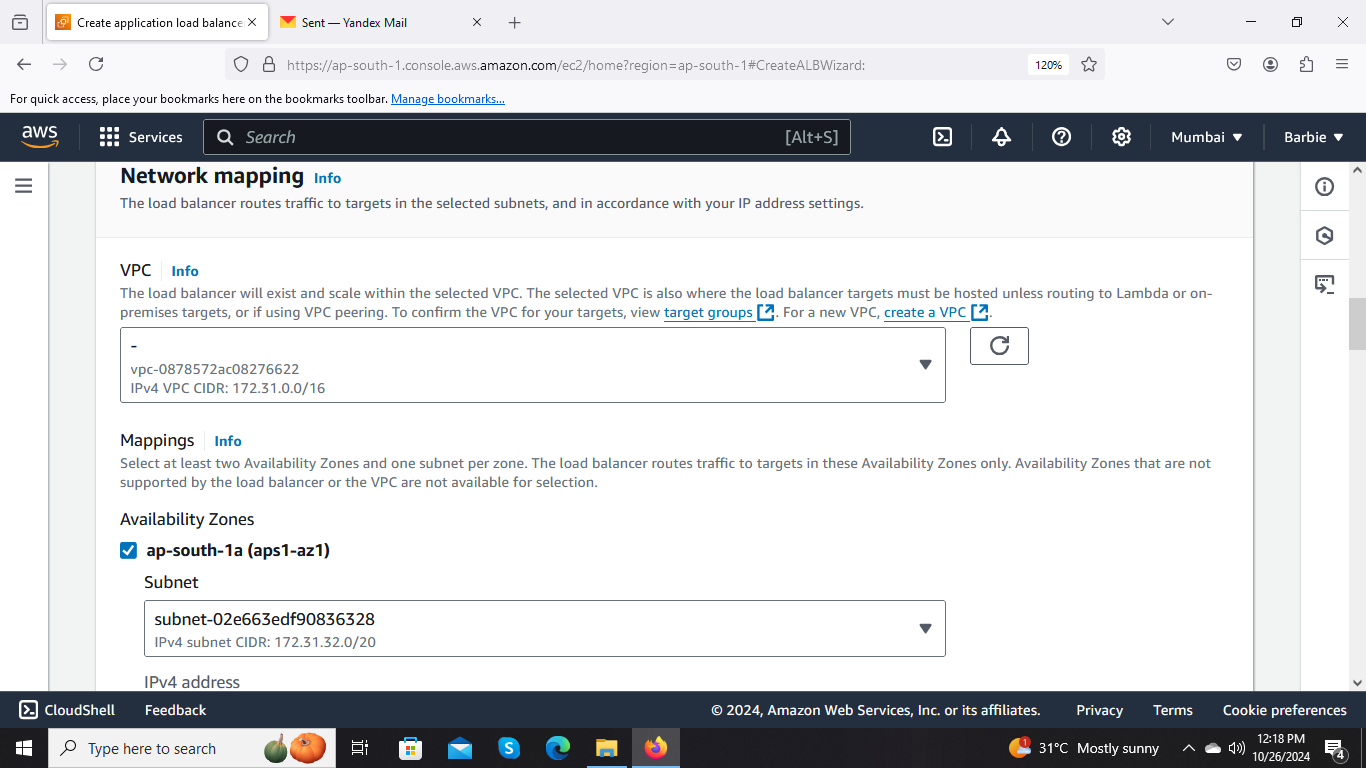 Create application load balance
Sent — Yandex Mail
https://ap-south-1.console.aws.amazon.com/ec2/home?region=ap-south-1#CreateALBWizard:
120%
For quick access, place your bookmarks here on the bookmarks toolbar. Manage bookmarks...
aws
Services
Search
[Alt+S]
Mumbai
Barbie
Network mapping Info
The load balancer routes traffic to targets in the selected subnets, and in accordance with your IP address settings.
VPC Info
The load balancer will exist and scale within the selected VPC. The selected VPC is also where the load balancer targets must be hosted unless routing to Lambda or on-
premises targets, or if using VPC peering. To confirm the VPC for your targets, view target groups. For a new VPC, create a VPC.
-
vpc-0878572ac08276622
IPv4 VPC CIDR: 172.31.0.0/16
Mappings Info
Select at least two Availability Zones and one subnet per zone. The load balancer routes traffic to targets in these Availability Zones only. Availability Zones that are not
supported by the load balancer or the VPC are not available for selection.
Availability Zones
ap-south-1a (aps1-az1)
Subnet
subnet-02e663edf90836328
IPv4 subnet CIDR: 172.31.32.0/20
IPv4 address
CloudShell
Feedback
© 2024, Amazon Web Services, Inc. or its affiliates.
Privacy
Terms
Cookie preferences
Type here to search
1
31°C Mostly sunny
12:18 PM
10/26/2024
4